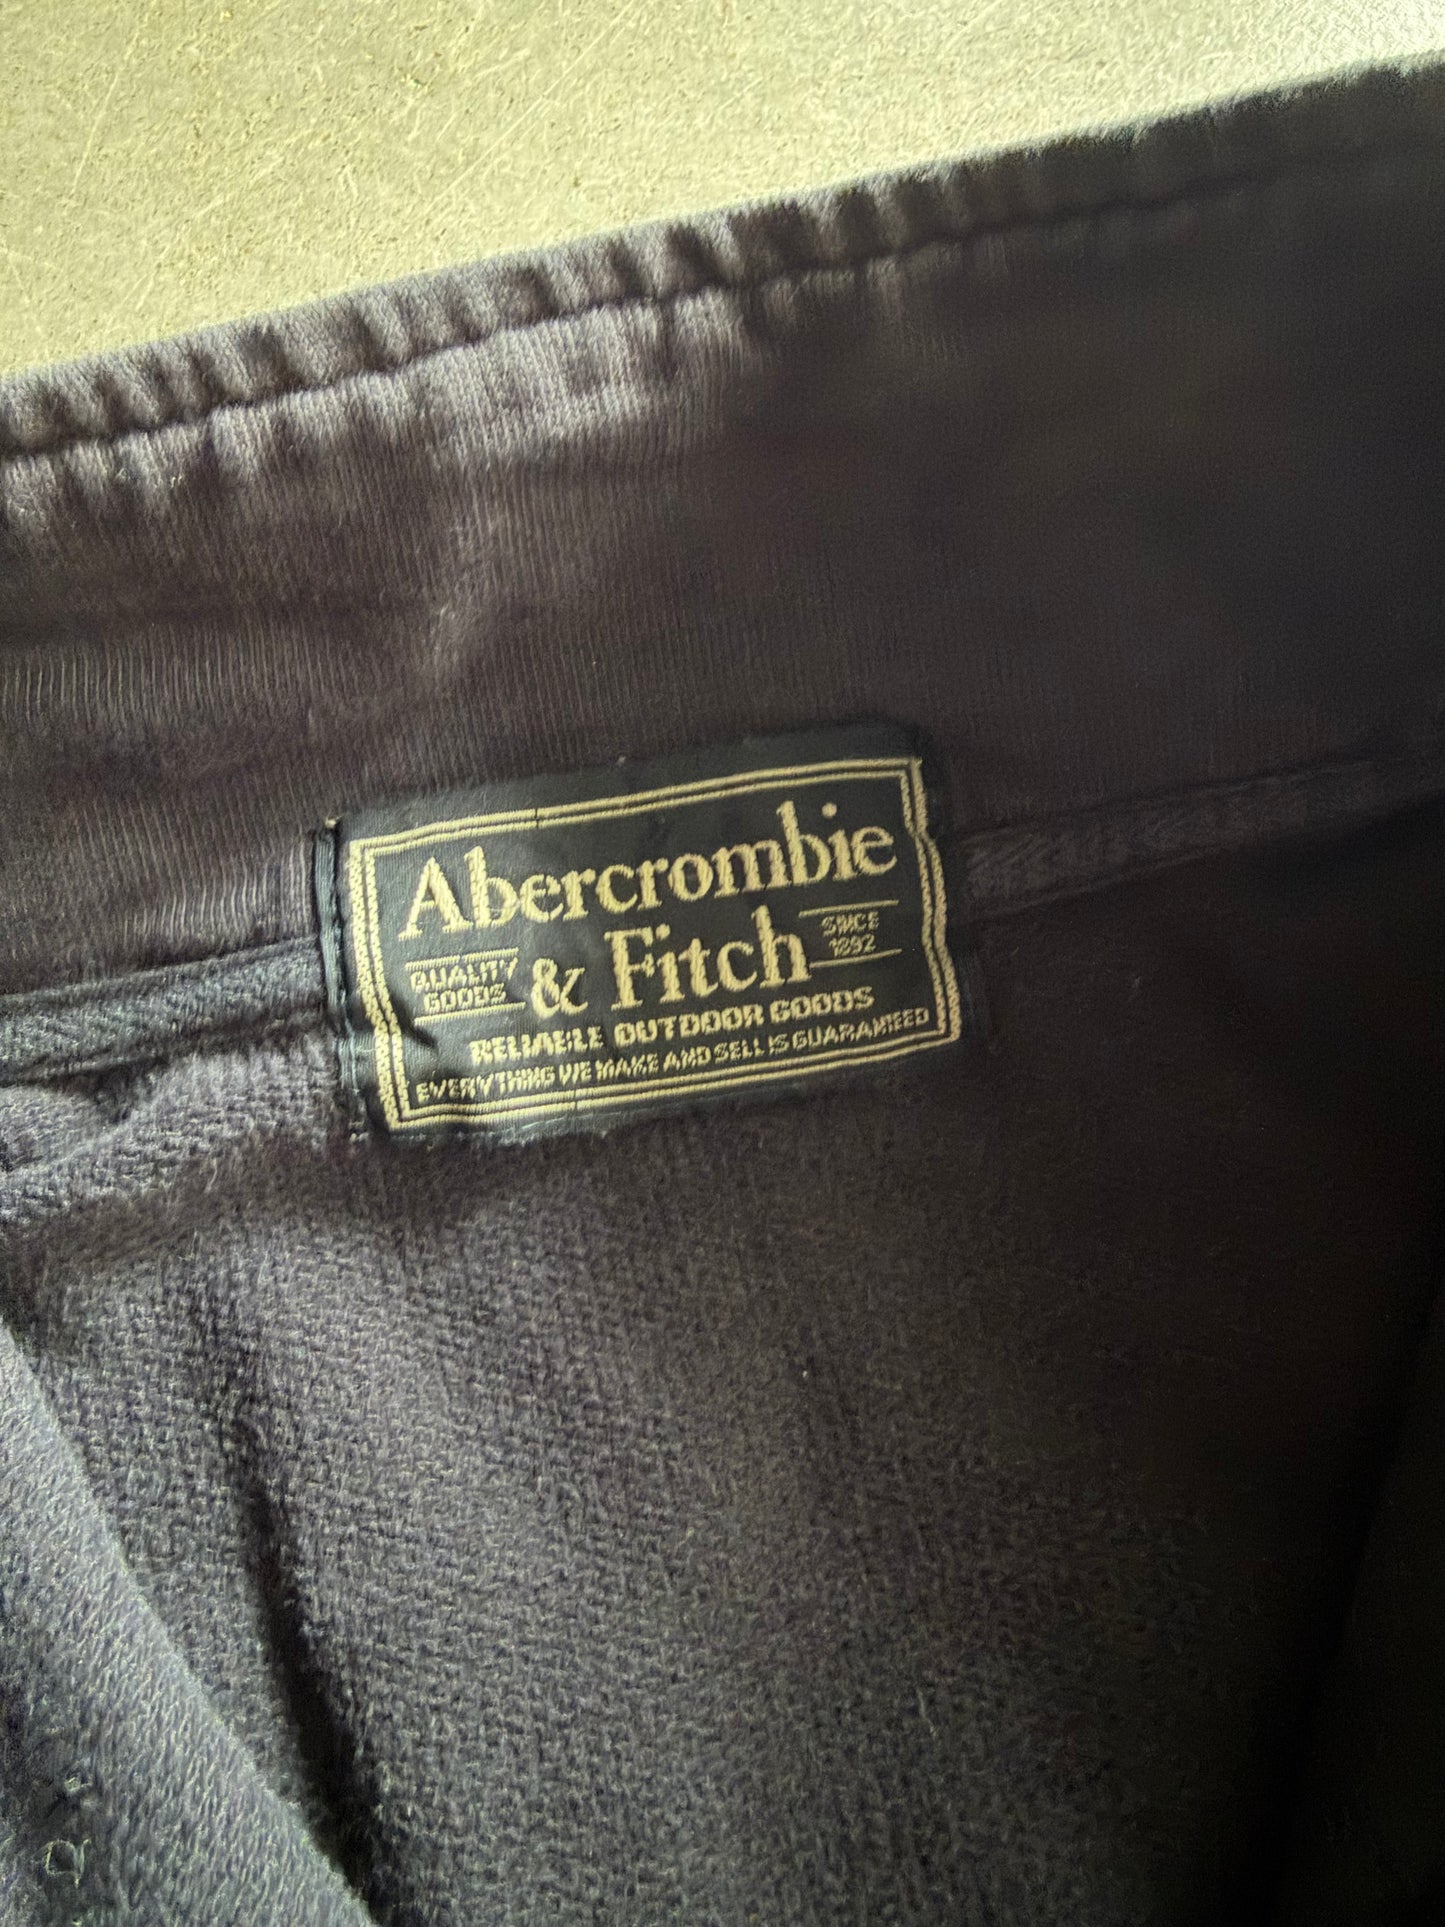 Abercrombie
& Fitch
QUALITY
GOODS
SINCE
1892
RELIABLE OUTDOOR GOODS
EVERYTHING WE MAKE AND SELL IS GUARANTEED